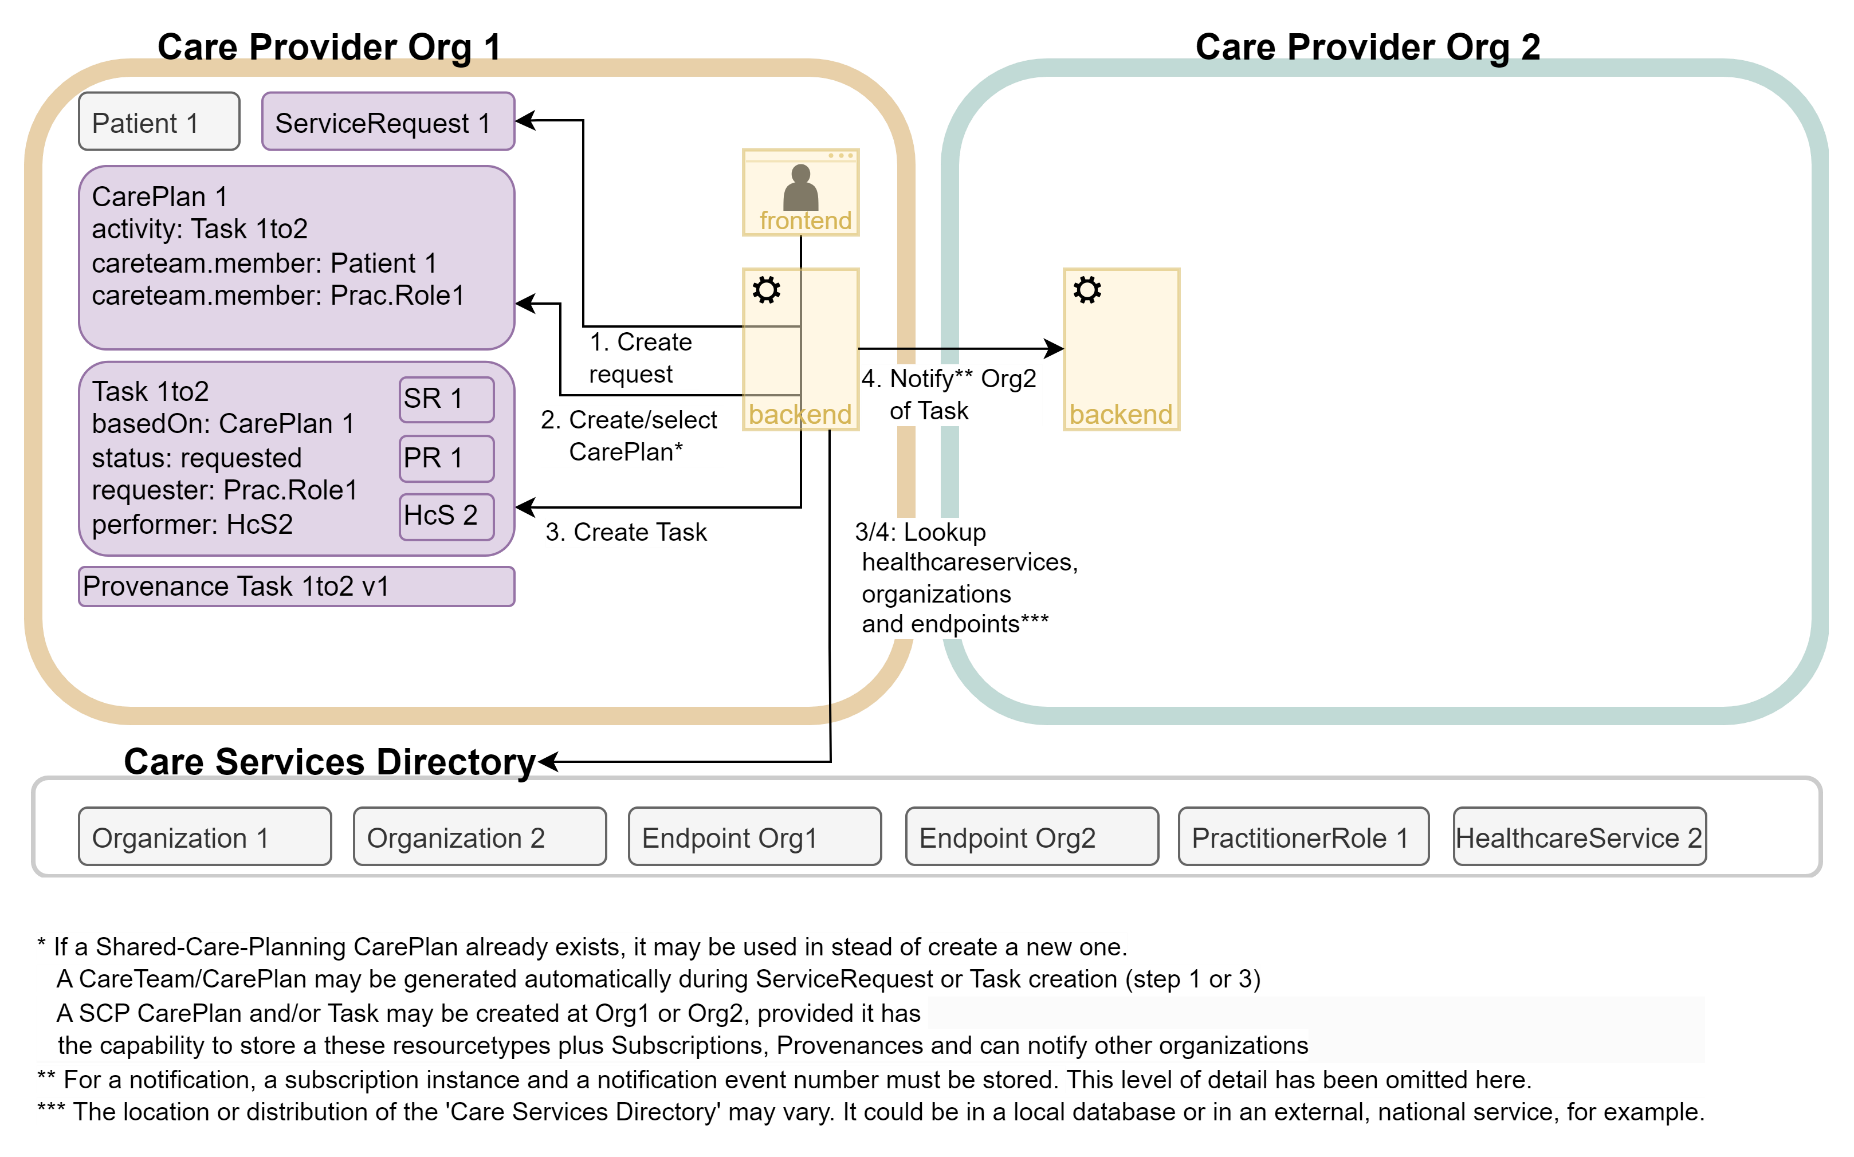 Care Provider Org 1
Care Provider Org 2
Patient 1
ServiceRequest 1
CarePlan 1
activity: Task 1to2
careteam.member: Patient 1
careteam.member: Prac.Role1
Task 1to2
basedOn: CarePlan 1
status: requested
requester: Prac.Role1
performer: HcS2
SR 1
PR 1
HcS 2
Provenance Task 1to2 v1
frontend
backend
1. Create
request
2. Create/select
CarePlan*
3. Create Task
4. Notify** Org2
of Task
backend
3/4: Lookup
healthcareservices,
organizations
and endpoints***
Care Services Directory
Organization 1
Organization 2
Endpoint Org1
Endpoint Org2
PractitionerRole 1
HealthcareService 2
* If a Shared-Care-Planning CarePlan already exists, it may be used in stead of create a new one.
A CareTeam/CarePlan may be generated automatically during ServiceRequest or Task creation (step 1 or 3)
A SCP CarePlan and/or Task may be created at Org1 or Org2, provided it has
the capability to store a these resourcetypes plus Subscriptions, Provenances and can notify other organizations
** For a notification, a subscription instance and a notification event number must be stored. This level of detail has been omitted here.
*** The location or distribution of the 'Care Services Directory' may vary. It could be in a local database or in an external, national service, for example.